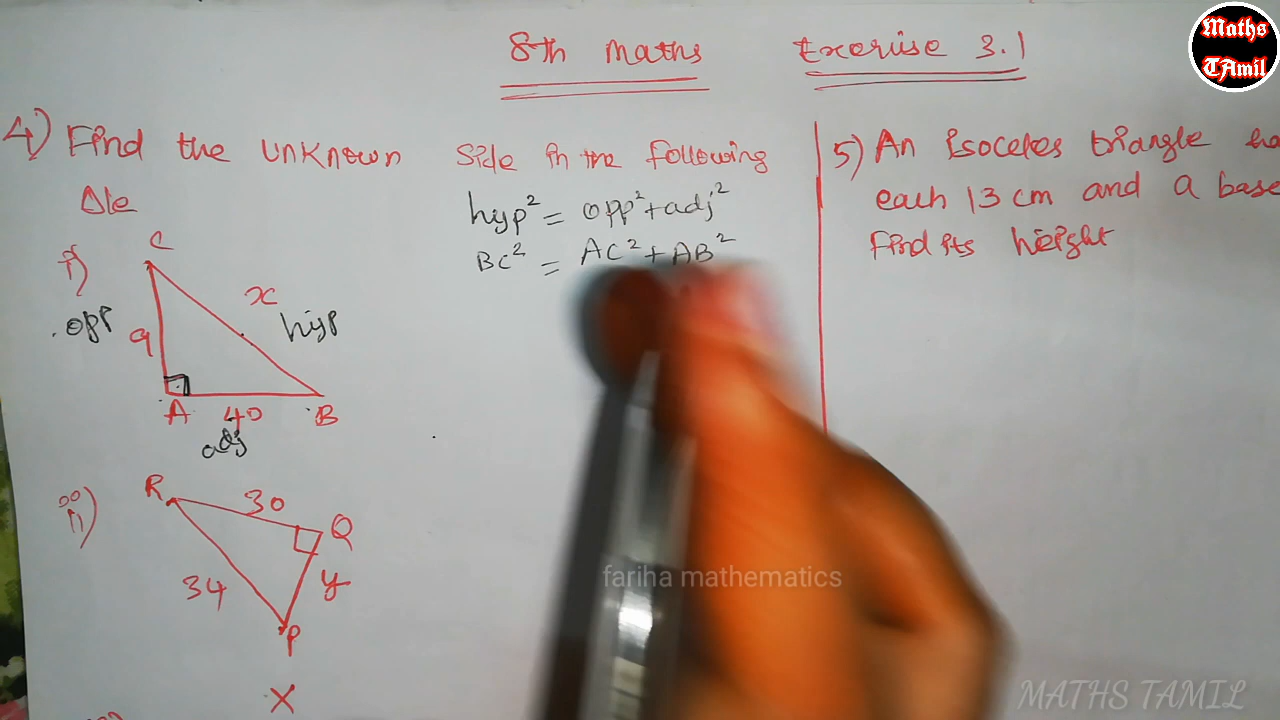 Maths
TAmil
8th maths Exercise 3.1
4) Find the unknown side in the following
Δle
i)
C
x
hyp
opp
9
A 40 B
adj
hyp² = opp² + adj²
BC² = AC² + AB²
ii)
R 30 Q
34 y
P
X
5) An isoceles triangle
each 13 cm and a base
Find its height
fariha mathematics
MATHS TAMIL